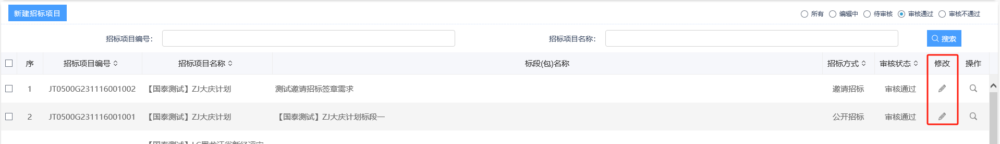 新建招标项目
所有 编辑中 待审核 审核通过 审核不通过
招标项目编号： 招标项目名称： 搜索
序 招标项目编号 招标项目名称 标段(包)名称 招标方式 审核状态 修改 操作
1 JT0500G231116001002 【国泰测试】ZJ大庆计划 测试邀请招标签章需求 邀请招标 审核通过
2 JT0500G231116001001 【国泰测试】ZJ大庆计划 【国泰测试】ZJ大庆计划标段一 公开招标 审核通过